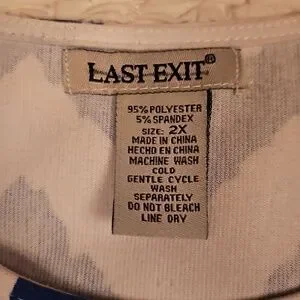 LAST EXIT®
95% POLYESTER
5% SPANDEX
SIZE: 2X
MADE IN CHINA
HECHO EN CHINA
MACHINE WASH
COLD
GENTLE CYCLE
WASH
SEPARATELY
DO NOT BLEACH
LINE DRY